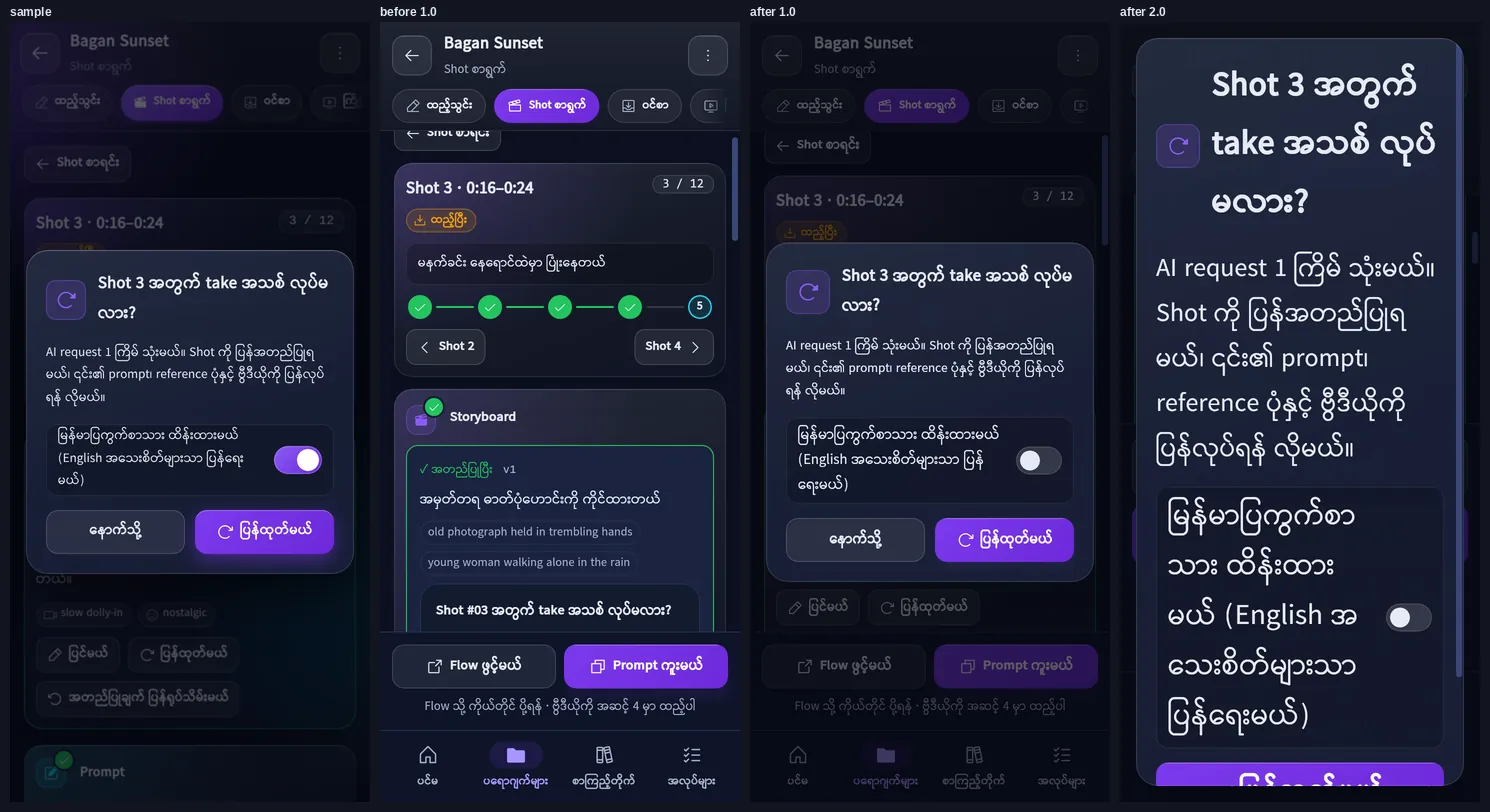 sample
Bagan Sunset
Shot စာရွက်
ထည့်သွင်း
Shot စာရွက်
ဝင်စာ
Shot စာရင်း
Shot 3 · 0:16–0:24
3 / 12
Shot 3 အတွက် take အသစ် လုပ်မ
လား?
AI request 1 ကြိမ် သုံးမယ်။ Shot ကို ပြန်အတည်ပြုရ
မယ်၊ ၎င်း၏ prompt၊ reference ပုံနှင့် ဗွီဒီယိုကို ပြန်လုပ်
ရန် လိုမယ်။
မြန်မာပြကွက်စာသား ထိန်းထားမယ်
(English အသေးစိတ်များသာ ပြန်ရေး
မယ်)
နောက်သို့
ပြန်ထုတ်မယ်
တယ်။
slow dolly-in
nostalgic
ပြင်မယ်
ပြန်ထုတ်မယ်
အတည်ပြုချက် ပြန်ရုပ်သိမ်းမယ်
Prompt
before 1.0
Bagan Sunset
Shot စာရွက်
ထည့်သွင်း
Shot စာရွက်
ဝင်စာ
Shot စာရင်း
Shot 3 · 0:16–0:24
3 / 12
ထည့်ပြီး
မနက်ခင်း နေရောင်ထဲမှာ ပြုံးနေတယ်
5
Shot 2
Shot 4
Storyboard
✓ အတည်ပြုပြီး v1
အမှတ်တရ ဓာတ်ပုံဟောင်းကို ကိုင်ထားတယ်
old photograph held in trembling hands
young woman walking alone in the rain
Shot #03 အတွက် take အသစ် လုပ်မလား?
Flow ဖွင့်မယ်
Prompt ကူးမယ်
Flow သို့ ကိုယ်တိုင် ပို့ရန် · ဗွီဒီယိုကို အဆင့် 4 မှာ ထည့်ပါ
ပင်မ
ပရောဂျက်များ
စာကြည့်တိုက်
အလုပ်များ
after 1.0
Bagan Sunset
Shot စာရွက်
ထည့်သွင်း
Shot စာရွက်
ဝင်စာ
Shot စာရင်း
Shot 3 · 0:16–0:24
3 / 12
ထည့်ပြီး
Shot 3 အတွက် take အသစ် လုပ်မ
လား?
AI request 1 ကြိမ် သုံးမယ်။ Shot ကို ပြန်အတည်ပြုရ
မယ်၊ ၎င်း၏ prompt၊ reference ပုံနှင့် ဗွီဒီယိုကို ပြန်လုပ်
ရန် လိုမယ်။
မြန်မာပြကွက်စာသား ထိန်းထားမယ်
(English အသေးစိတ်များသာ ပြန်
ရေးမယ်)
နောက်သို့
ပြန်ထုတ်မယ်
ပြင်မယ်
ပြန်ထုတ်မယ်
Flow ဖွင့်မယ်
Prompt ကူးမယ်
Flow သို့ ကိုယ်တိုင် ပို့ရန် · ဗွီဒီယိုကို အဆင့် 4 မှာ ထည့်ပါ
ပင်မ
ပရောဂျက်များ
စာကြည့်တိုက်
အလုပ်များ
after 2.0
Shot 3 အတွက်
take အသစ် လုပ်
မလား?
AI request 1 ကြိမ် သုံးမယ်။
Shot ကို ပြန်အတည်ပြုရ
မယ်၊ ၎င်း၏ prompt၊
reference ပုံနှင့် ဗွီဒီယိုကို
ပြန်လုပ်ရန် လိုမယ်။
မြန်မာပြကွက်စာ
သား ထိန်းထား
မယ် (English အ
သေးစိတ်များသာ
ပြန်ရေးမယ်)